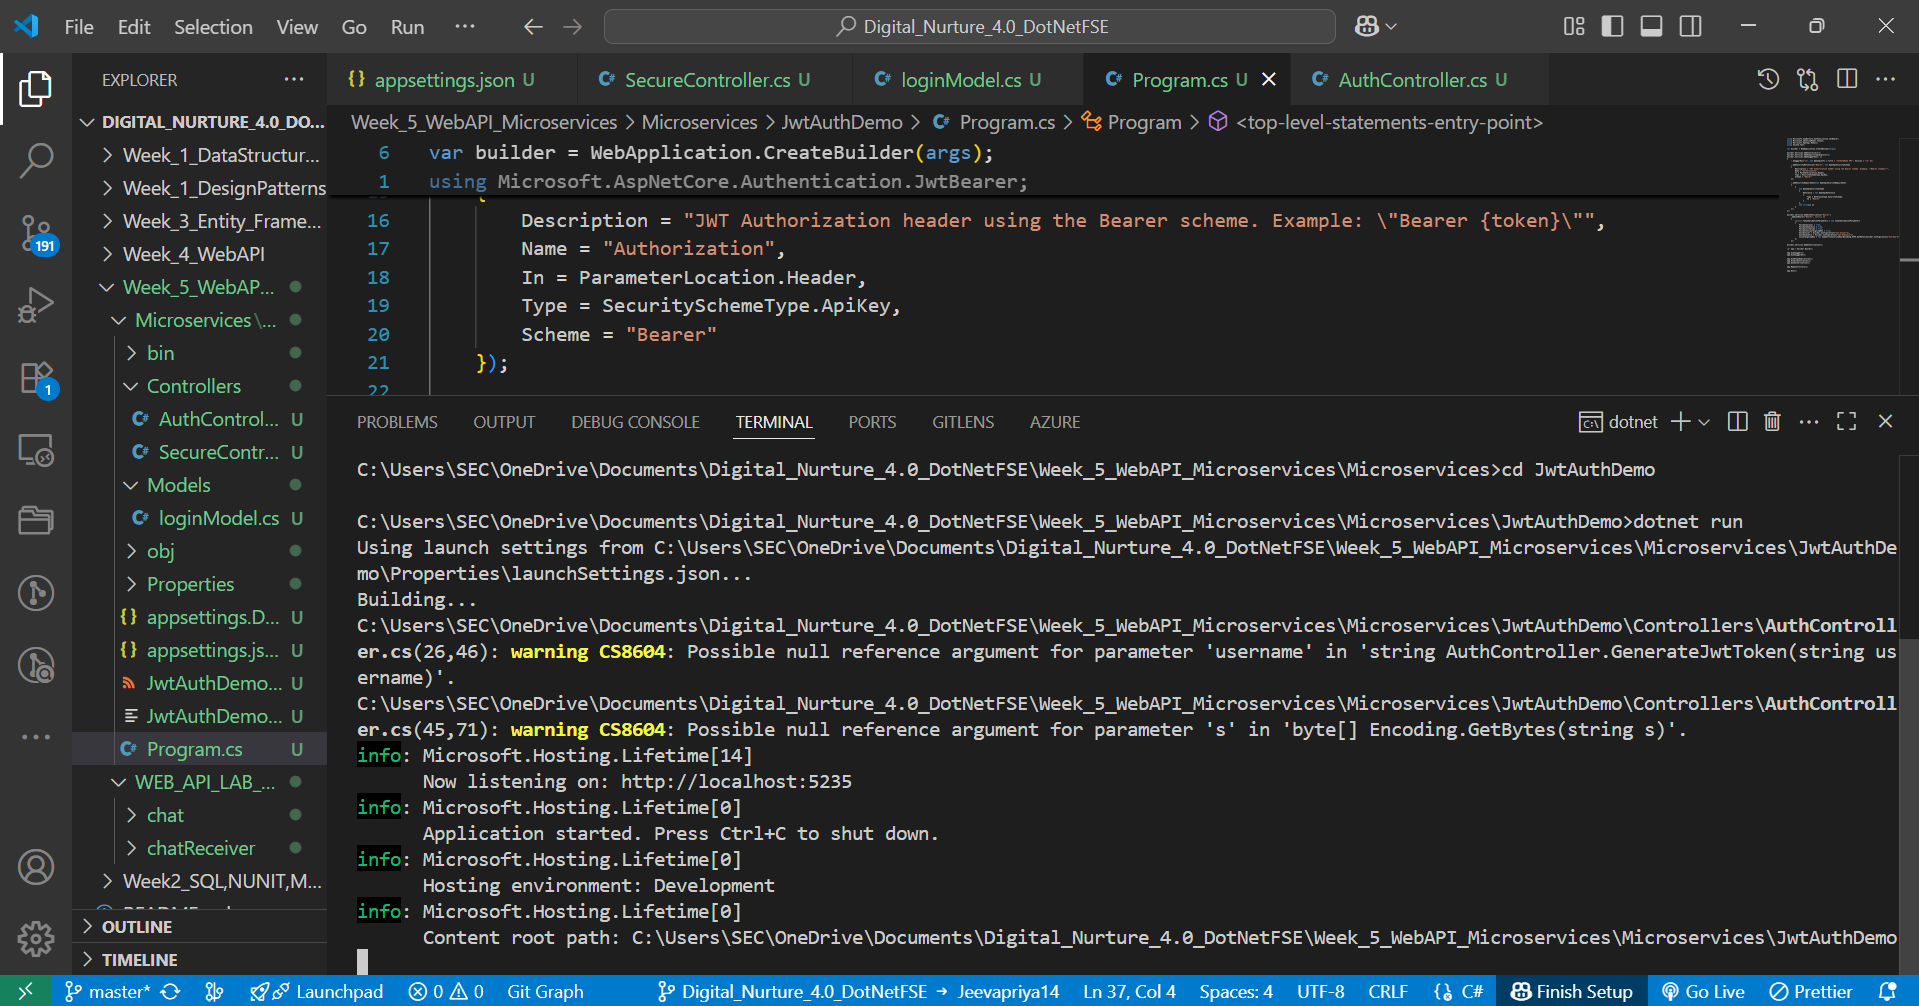 File Edit Selection View Go Run ··· Digital_Nurture_4.0_DotNetFSE
EXPLORER ···
DIGITAL_NURTURE_4.0_DO...
Week_1_DataStructur...
Week_1_DesignPatterns
Week_3_Entity_Frame...
Week_4_WebAPI
Week_5_WebAP...
Microservices\...
bin
Controllers
AuthControl... U
SecureContr... U
Models
loginModel.cs U
obj
Properties
appsettings.D... U
appsettings.js... U
JwtAuthDemo... U
JwtAuthDemo... U
Program.cs U
WEB_API_LAB_...
chat
chatReceiver
Week2_SQL,NUNIT,M...
OUTLINE
TIMELINE
191
1
{} appsettings.json U C# SecureController.cs U C# loginModel.cs U C# Program.cs U C# AuthController.cs U
Week_5_WebAPI_Microservices > Microservices > JwtAuthDemo > C# Program.cs > Program > <top-level-statements-entry-point>
6 var builder = WebApplication.CreateBuilder(args);
1 using Microsoft.AspNetCore.Authentication.JwtBearer;
{
16 Description = "JWT Authorization header using the Bearer scheme. Example: \"Bearer {token}\"",
17 Name = "Authorization",
18 In = ParameterLocation.Header,
19 Type = SecuritySchemeType.ApiKey,
20 Scheme = "Bearer"
21 });
22
PROBLEMS OUTPUT DEBUG CONSOLE TERMINAL PORTS GITLENS AZURE dotnet
C:\Users\SEC\OneDrive\Documents\Digital_Nurture_4.0_DotNetFSE\Week_5_WebAPI_Microservices\Microservices>cd JwtAuthDemo
C:\Users\SEC\OneDrive\Documents\Digital_Nurture_4.0_DotNetFSE\Week_5_WebAPI_Microservices\Microservices\JwtAuthDemo>dotnet run
Using launch settings from C:\Users\SEC\OneDrive\Documents\Digital_Nurture_4.0_DotNetFSE\Week_5_WebAPI_Microservices\Microservices\JwtAuthDe
mo\Properties\launchSettings.json...
Building...
C:\Users\SEC\OneDrive\Documents\Digital_Nurture_4.0_DotNetFSE\Week_5_WebAPI_Microservices\Microservices\JwtAuthDemo\Controllers\AuthControll
er.cs(26,46): warning CS8604: Possible null reference argument for parameter 'username' in 'string AuthController.GenerateJwtToken(string us
ername)'.
C:\Users\SEC\OneDrive\Documents\Digital_Nurture_4.0_DotNetFSE\Week_5_WebAPI_Microservices\Microservices\JwtAuthDemo\Controllers\AuthControll
er.cs(45,71): warning CS8604: Possible null reference argument for parameter 's' in 'byte[] Encoding.GetBytes(string s)'.
info: Microsoft.Hosting.Lifetime[14]
Now listening on: http://localhost:5235
info: Microsoft.Hosting.Lifetime[0]
Application started. Press Ctrl+C to shut down.
info: Microsoft.Hosting.Lifetime[0]
Hosting environment: Development
info: Microsoft.Hosting.Lifetime[0]
Content root path: C:\Users\SEC\OneDrive\Documents\Digital_Nurture_4.0_DotNetFSE\Week_5_WebAPI_Microservices\Microservices\JwtAuthDemo
master* Launchpad 0 0 Git Graph Digital_Nurture_4.0_DotNetFSE → Jeevapriya14 Ln 37, Col 4 Spaces: 4 UTF-8 CRLF {} C# Finish Setup Go Live Prettier